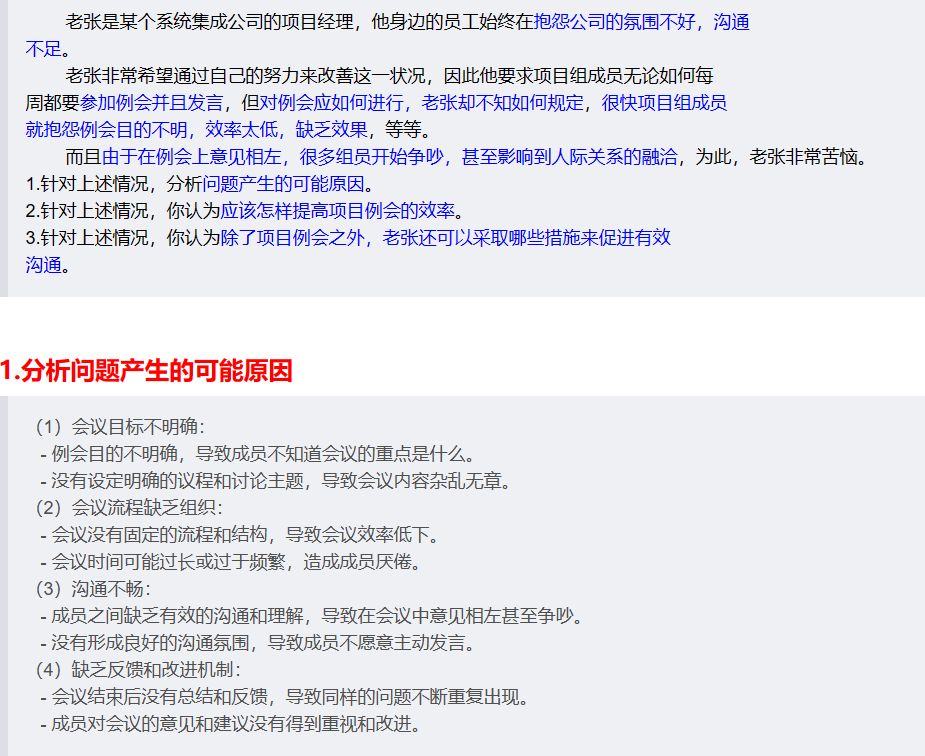 老张是某个系统集成公司的项目经理，他身边的员工始终在抱怨公司的氛围不好，沟通
不足。
老张非常希望通过自己的努力来改善这一状况，因此他要求项目组成员无论如何每
周都要参加例会并且发言，但对例会应如何进行，老张却不知如何规定，很快项目组成员
就抱怨例会目的不明，效率太低，缺乏效果，等等。
而且由于在例会上意见相左，很多组员开始争吵，甚至影响到人际关系的融洽，为此，老张非常苦恼。
1.针对上述情况，分析问题产生的可能原因。
2.针对上述情况，你认为应该怎样提高项目例会的效率。
3.针对上述情况，你认为除了项目例会之外，老张还可以采取哪些措施来促进有效
沟通。
1.分析问题产生的可能原因
（1）会议目标不明确：
- 例会目的不明确，导致成员不知道会议的重点是什么。
- 没有设定明确的议程和讨论主题，导致会议内容杂乱无章。
（2）会议流程缺乏组织：
- 会议没有固定的流程和结构，导致会议效率低下。
- 会议时间可能过长或过于频繁，造成成员厌倦。
（3）沟通不畅：
- 成员之间缺乏有效的沟通和理解，导致在会议中意见相左甚至争吵。
- 没有形成良好的沟通氛围，导致成员不愿意主动发言。
（4）缺乏反馈和改进机制：
- 会议结束后没有总结和反馈，导致同样的问题不断重复出现。
- 成员对会议的意见和建议没有得到重视和改进。